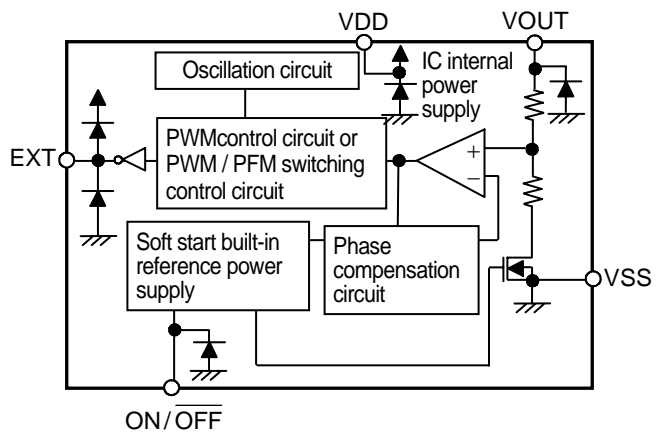 VDD
VOUT
Oscillation circuit
IC internal
power
supply
EXT
PWMcontrol circuit or
PWM / PFM switching
control circuit
+
−
Soft start built-in
reference power
supply
Phase
compensation
circuit
VSS
ON/OFF